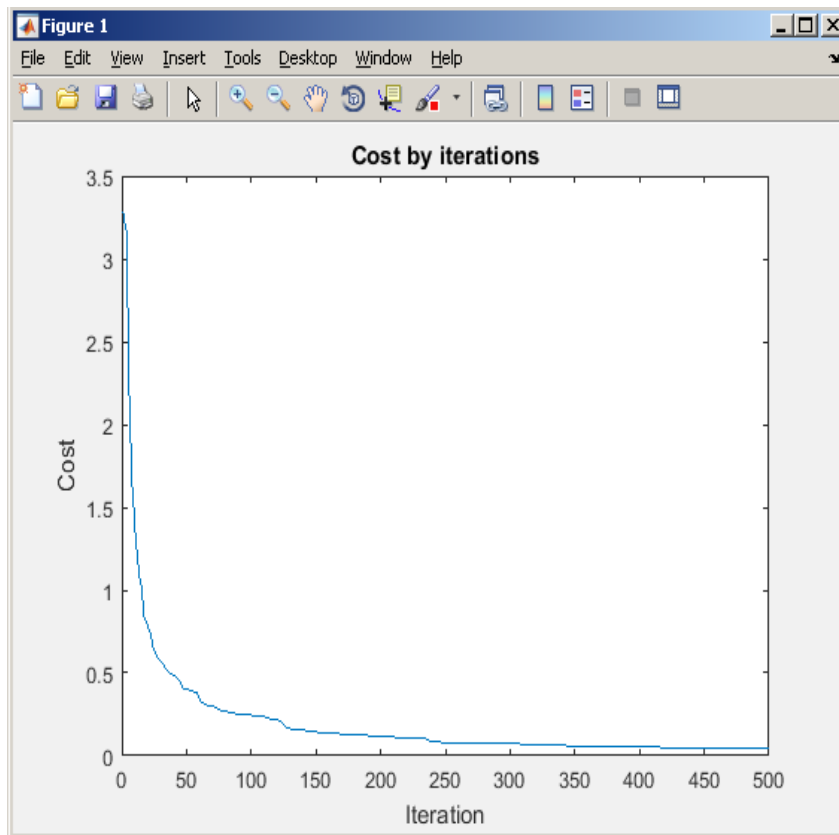 Figure 1
File Edit View Insert Tools Desktop Window Help
Cost by iterations
3.5
3
2.5
2
1.5
1
0.5
0
Cost
0 50 100 150 200 250 300 350 400 450 500
Iteration